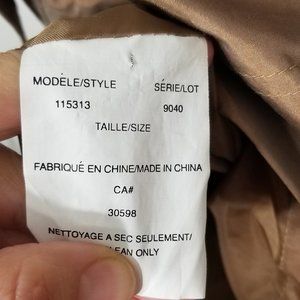 MODÈLE/STYLE SÉRIE/LOT
115313 9040
TAILLE/SIZE
FABRIQUÉ EN CHINE/MADE IN CHINA
CA#
30598
NETTOYAGE A SEC SEULEMENT/
CLEAN ONLY